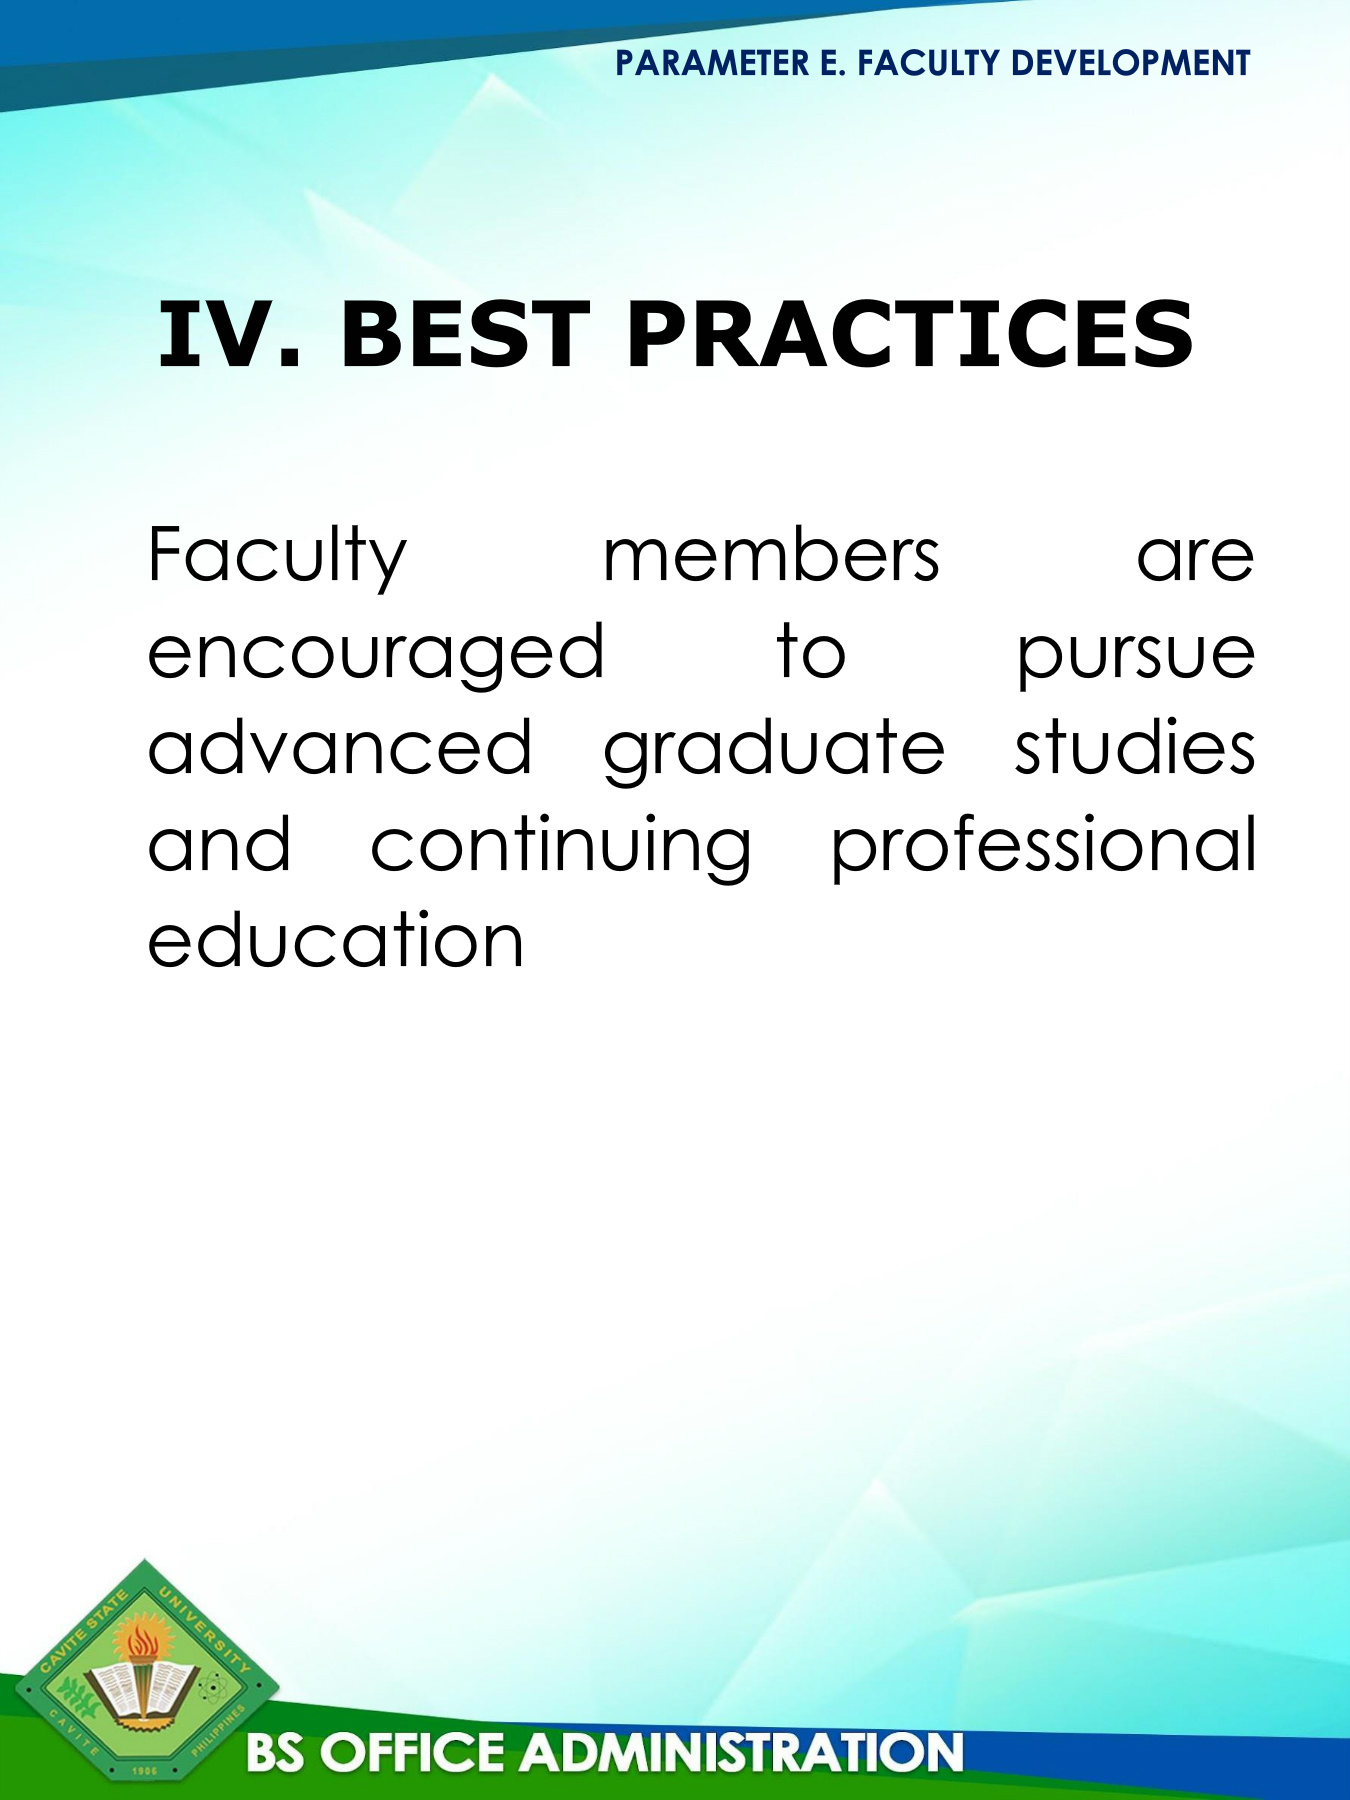 PARAMETER E. FACULTY DEVELOPMENT
IV. BEST PRACTICES
Faculty members are
encouraged to pursue
advanced graduate studies
and continuing professional
education
CAVITE STATE UNIVERSITY
CAVITE PHILIPPINES
1906
BS OFFICE ADMINISTRATION